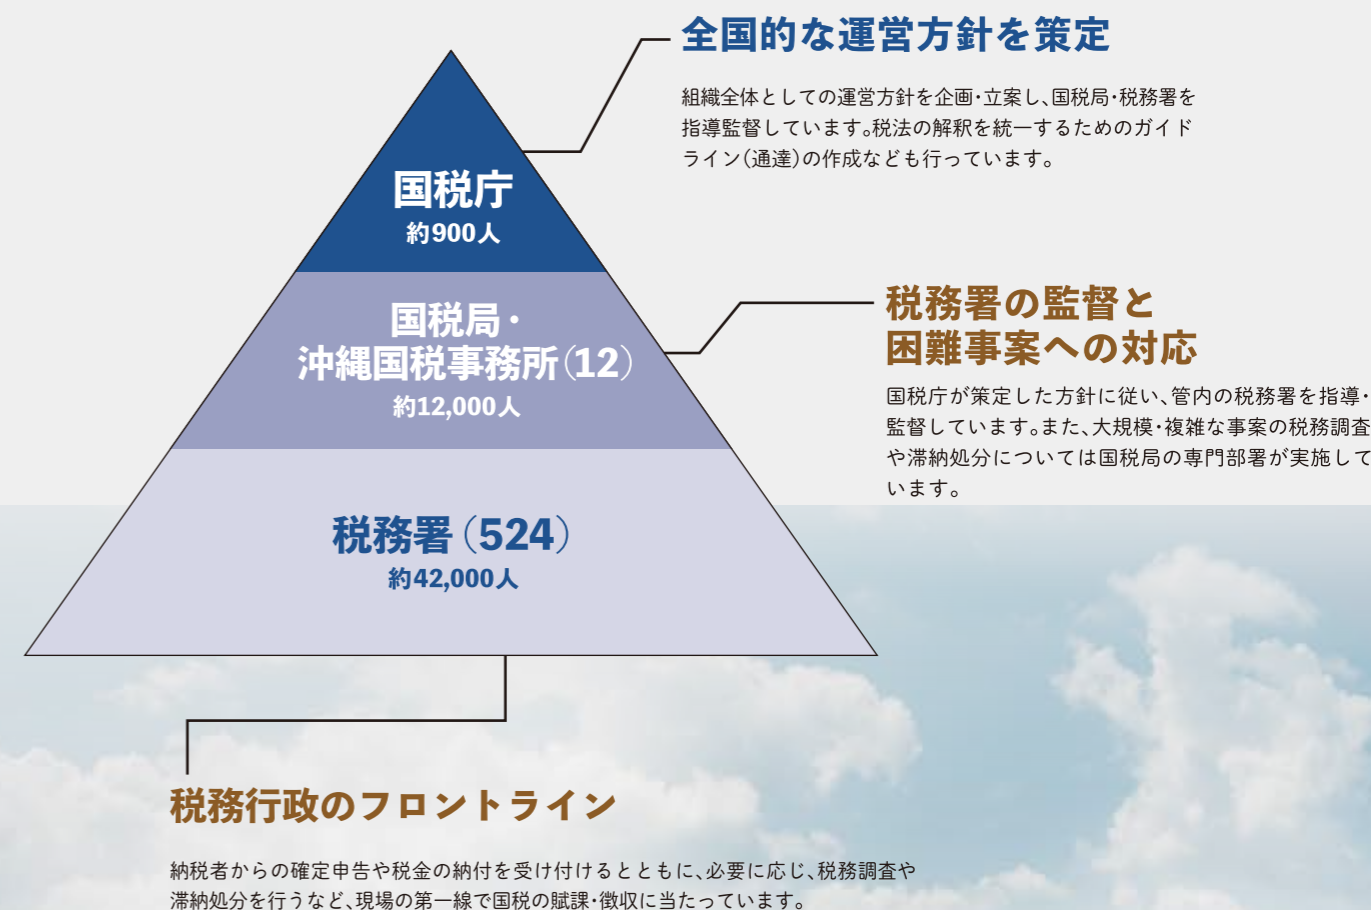 全国的な運営方針を策定
組織全体としての運営方針を企画・立案し、国税局・税務署を
指導監督しています。税法の解釈を統一するためのガイド
ライン(通達)の作成なども行っています。
国税庁
約900人
国税局・
沖縄国税事務所(12)
約12,000人
税務署の監督と
困難事案への対応
国税庁が策定した方針に従い、管内の税務署を指導・
監督しています。また、大規模・複雑な事案の税務調査
や滞納処分については国税局の専門部署が実施して
います。
税務署(524)
約42,000人
税務行政のフロントライン
納税者からの確定申告や税金の納付を受け付けるとともに、必要に応じ、税務調査や
滞納処分を行うなど、現場の第一線で国税の賦課・徴収に当たっています。